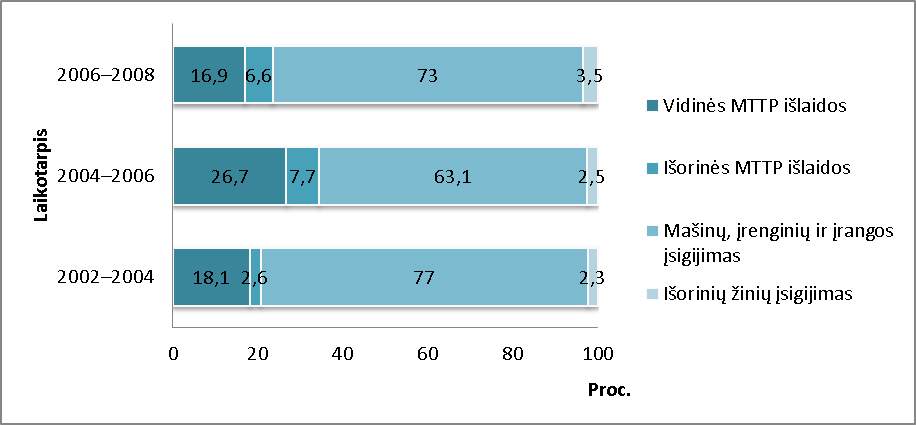 Laikotarpis
2006–2008
16,9 6,6 73 3,5
2004–2006
26,7 7,7 63,1 2,5
2002–2004
18,1 2,6 77 2,3
0 20 40 60 80 100
Proc.
Vidinės MTTP išlaidos
Išorinės MTTP išlaidos
Mašinų, įrenginių ir įrangos
įsigijimas
Išorinių žinių įsigijimas